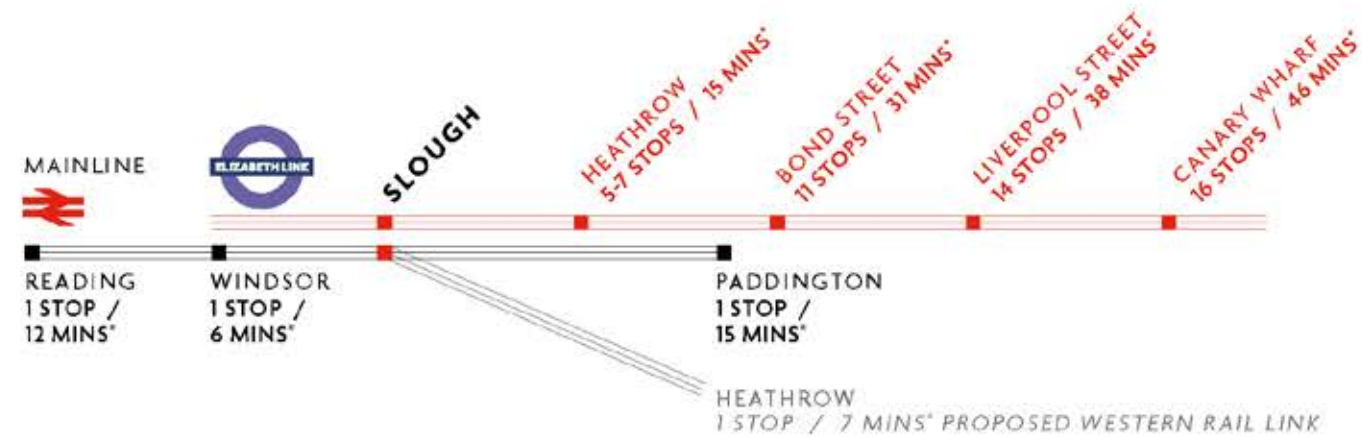 MAINLINE
ELIZABETH LINE
SLOUGH
HEATHROW
5-7 STOPS / 15 MINS*
BOND STREET
11 STOPS / 31 MINS*
LIVERPOOL STREET
14 STOPS / 38 MINS*
CANARY WHARF
16 STOPS / 46 MINS*
READING
1 STOP /
12 MINS*
WINDSOR
1 STOP /
6 MINS*
PADDINGTON
1 STOP /
15 MINS*
HEATHROW
1 STOP / 7 MINS* PROPOSED WESTERN RAIL LINK